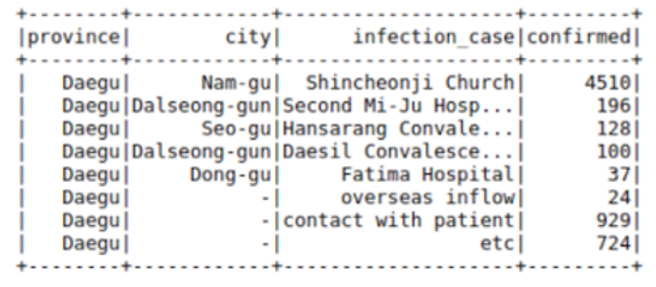 +--------+------------+--------------------+---------+
|province|        city|      infection_case|confirmed|
+--------+------------+--------------------+---------+
|   Daegu|      Nam-gu|  Shincheonji Church|     4510|
|   Daegu|Dalseong-gun|Second Mi-Ju Hosp...|      196|
|   Daegu|      Seo-gu|Hansarang Convale...|      128|
|   Daegu|Dalseong-gun|Daesil Convalesce...|      100|
|   Daegu|     Dong-gu|     Fatima Hospital|       37|
|   Daegu|           -|     overseas inflow|       24|
|   Daegu|           -|contact with patient|      929|
|   Daegu|           -|                 etc|      724|
+--------+------------+--------------------+---------+